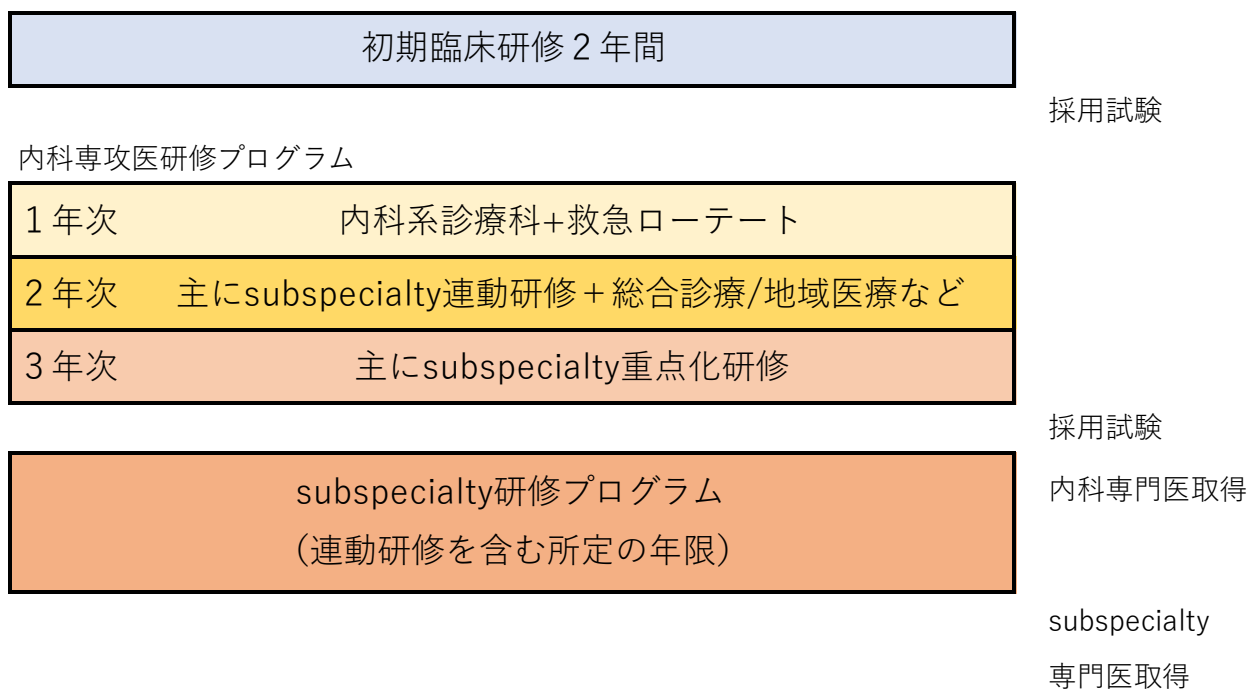 初期臨床研修２年間
採用試験
内科専攻医研修プログラム
１年次 内科系診療科+救急ローテート
２年次 主にsubspecialty連動研修＋総合診療/地域医療など
３年次 主にsubspecialty重点化研修
採用試験
subspecialty研修プログラム
内科専門医取得
（連動研修を含む所定の年限）
subspecialty
専門医取得